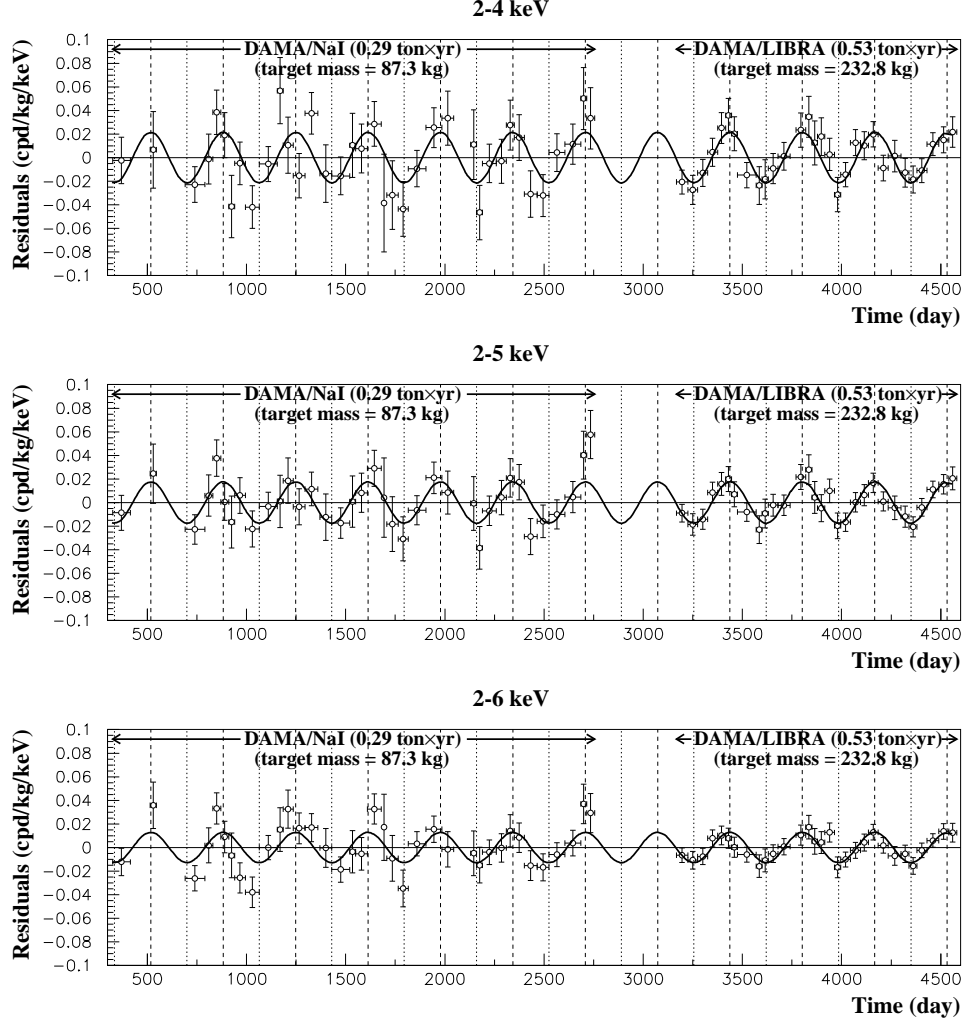 2-4 keV
Residuals (cpd/kg/keV)
0.1
0.08
0.06
0.04
0.02
0
-0.02
-0.04
-0.06
-0.08
-0.1
DAMA/NaI (0.29 ton×yr)
(target mass = 87.3 kg)
DAMA/LIBRA (0.53 ton×yr)
(target mass = 232.8 kg)
500 1000 1500 2000 2500 3000 3500 4000 4500
Time (day)
2-5 keV
Residuals (cpd/kg/keV)
0.1
0.08
0.06
0.04
0.02
0
-0.02
-0.04
-0.06
-0.08
-0.1
DAMA/NaI (0.29 ton×yr)
(target mass = 87.3 kg)
DAMA/LIBRA (0.53 ton×yr)
(target mass = 232.8 kg)
500 1000 1500 2000 2500 3000 3500 4000 4500
Time (day)
2-6 keV
Residuals (cpd/kg/keV)
0.1
0.08
0.06
0.04
0.02
0
-0.02
-0.04
-0.06
-0.08
-0.1
DAMA/NaI (0.29 ton×yr)
(target mass = 87.3 kg)
DAMA/LIBRA (0.53 ton×yr)
(target mass = 232.8 kg)
500 1000 1500 2000 2500 3000 3500 4000 4500
Time (day)